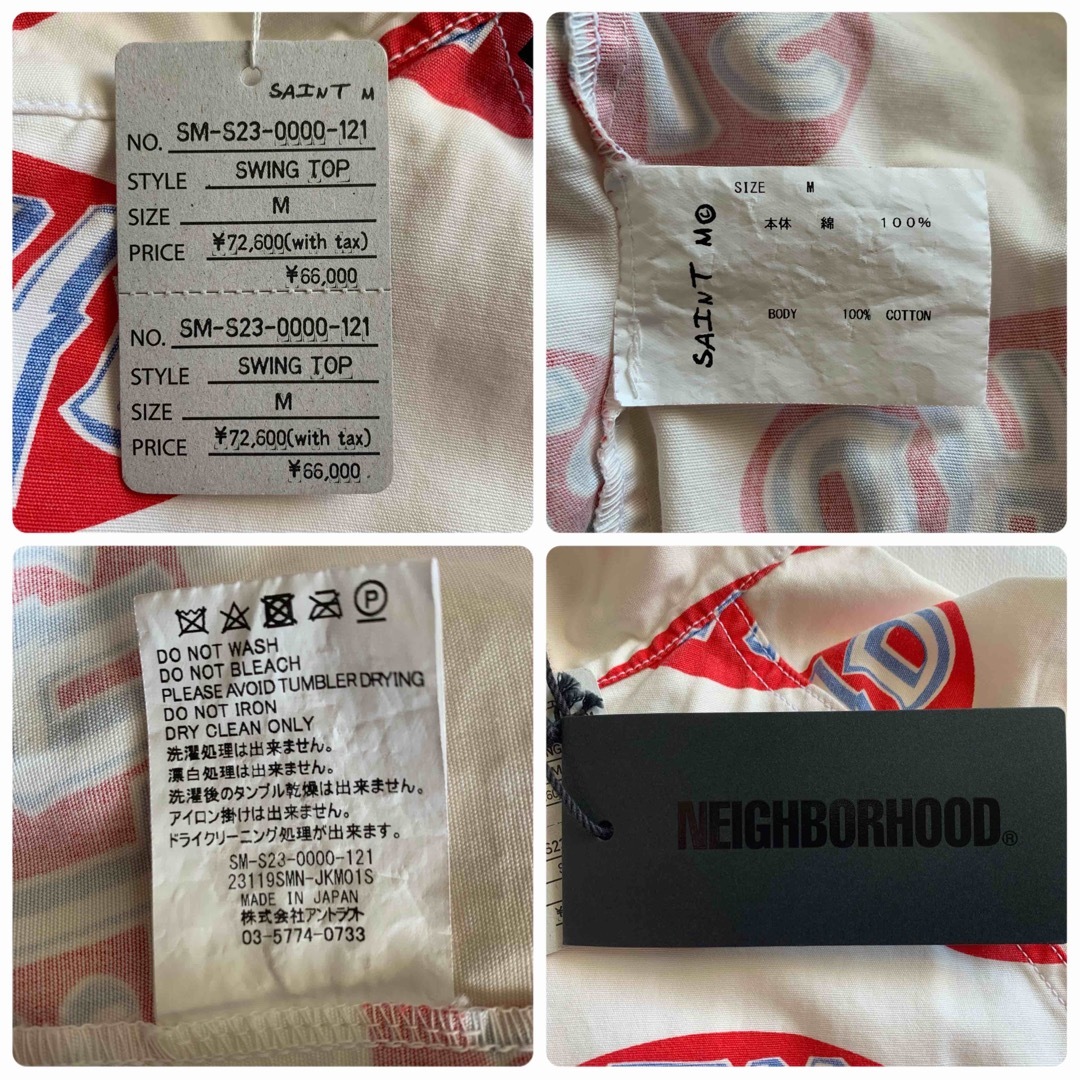 SAINT M
NO. SM-S23-0000-121
STYLE SWING TOP
SIZE M
PRICE ¥72,600(with tax)
¥66,000
NO. SM-S23-0000-121
STYLE SWING TOP
SIZE M
PRICE ¥72,600(with tax)
¥66,000
SIZE M
本体 綿 100%
BODY 100% COTTON
SAINT M©
P
DO NOT WASH
DO NOT BLEACH
PLEASE AVOID TUMBLER DRYING
DO NOT IRON
DRY CLEAN ONLY
洗濯処理は出来ません。
漂白処理は出来ません。
洗濯後のタンブル乾燥は出来ません。
アイロン掛けは出来ません。
ドライクリーニング処理が出来ます。
SM-S23-0000-121
23119SMN-JKM01S
MADE IN JAPAN
株式会社アントラフト
03-5774-0733
NEIGHBORHOOD®